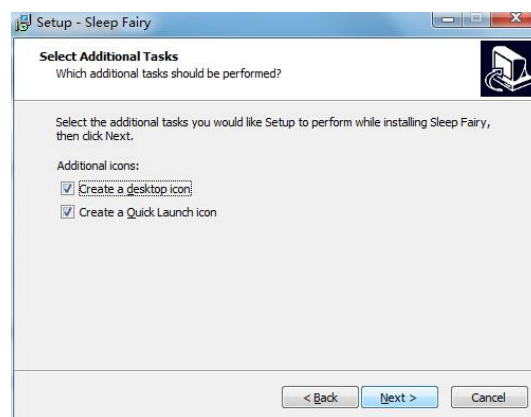 Setup - Sleep Fairy
Select Additional Tasks
Which additional tasks should be performed?
Select the additional tasks you would like Setup to perform while installing Sleep Fairy,
then click Next.
Additional icons:
Create a desktop icon
Create a Quick Launch icon
< Back
Next >
Cancel